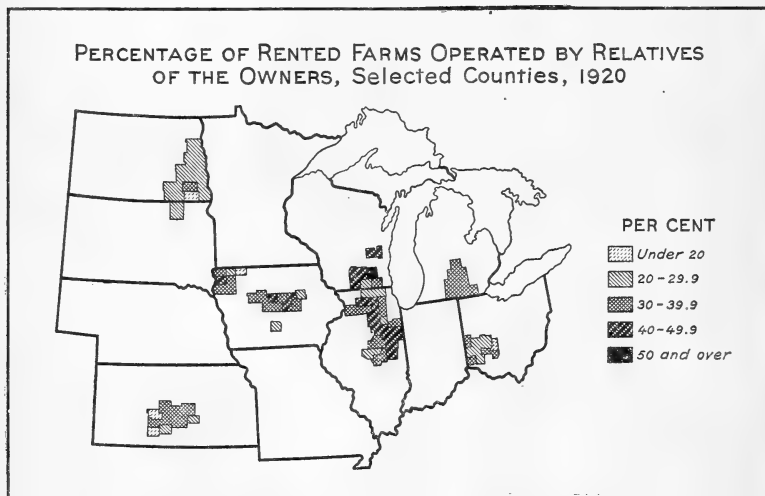 PERCENTAGE OF RENTED FARMS OPERATED BY RELATIVES
OF THE OWNERS, SELECTED COUNTIES, 1920
PER CENT
Under 20
20-29.9
30-39.9
40-49.9
50 and over